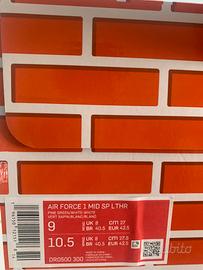 AIR FORCE 1 MID SP LTHR
PINE GREEN/WHITE-WHITE
VERT SAPIN/BLANC/BLANC
9 UK 8 CM 27
BR 40.5 EUR 42.5
10.5 UK 8 CM 27.5
BR 40.5 EUR 42.5
DR0500 300
subito